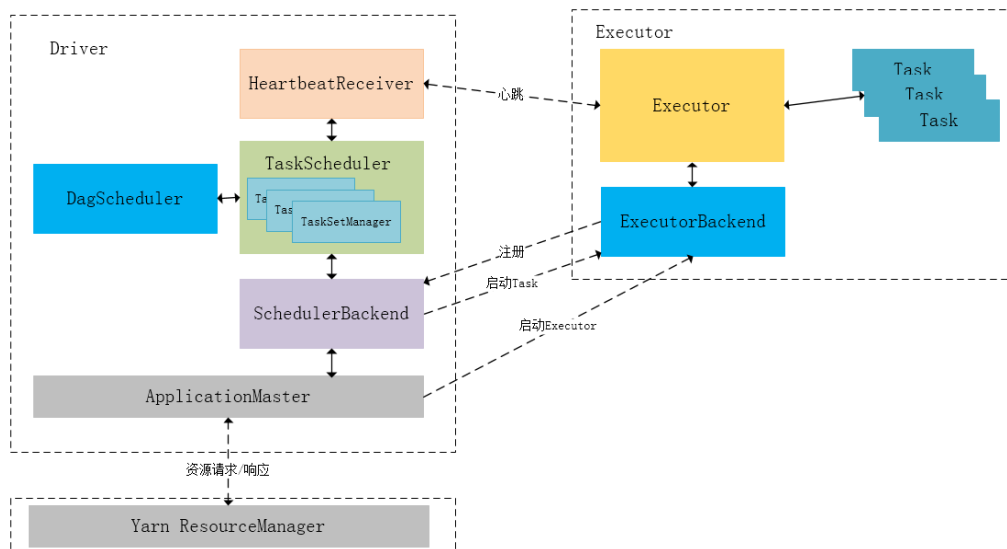 Driver
HeartbeatReceiver
TaskScheduler
DagScheduler
Ta
Task
TaskSetManager
SchedulerBackend
ApplicationMaster
资源请求/响应
Yarn ResourceManager
心跳
注册
启动Task
启动Executor
Executor
Executor
Task
Task
Task
ExecutorBackend